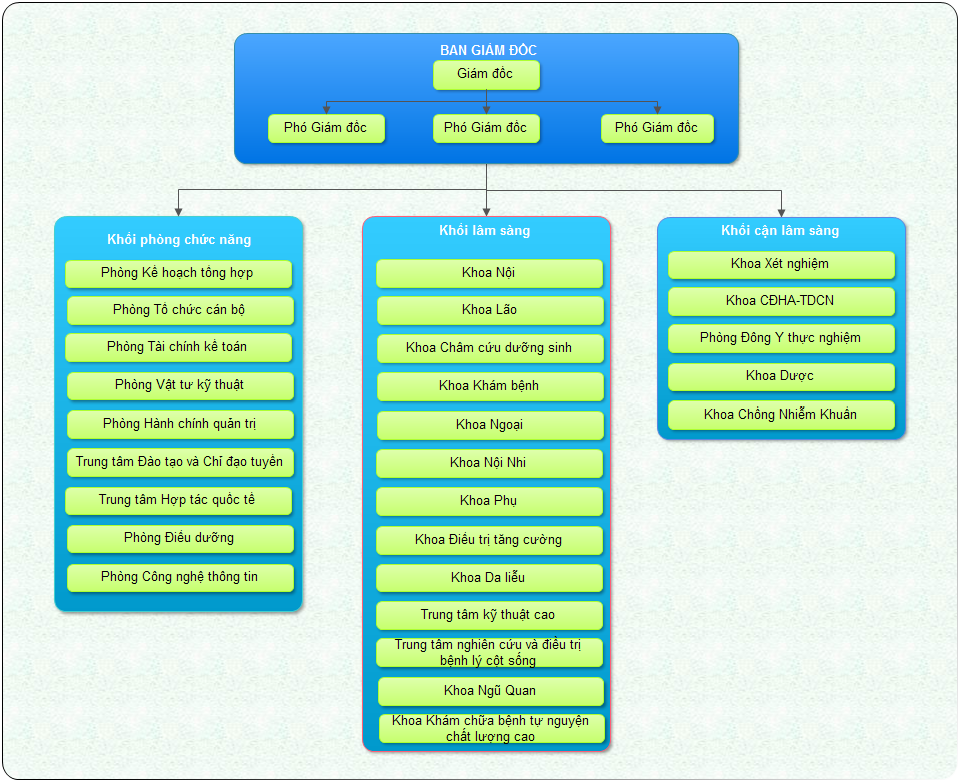 BAN GIÁM ĐỐC
Giám đốc
Phó Giám đốc
Phó Giám đốc
Phó Giám đốc
Khối phòng chức năng
Phòng Kế hoạch tổng hợp
Phòng Tổ chức cán bộ
Phòng Tài chính kế toán
Phòng Vật tư kỹ thuật
Phòng Hành chính quản trị
Trung tâm Đào tạo và Chỉ đạo tuyến
Trung tâm Hợp tác quốc tế
Phòng Điều dưỡng
Phòng Công nghệ thông tin
Khối lâm sàng
Khoa Nội
Khoa Lão
Khoa Châm cứu dưỡng sinh
Khoa Khám bệnh
Khoa Ngoại
Khoa Nội Nhi
Khoa Phụ
Khoa Điều trị tăng cường
Khoa Da liễu
Trung tâm kỹ thuật cao
Trung tâm nghiên cứu và điều trị
bệnh lý cột sống
Khoa Ngũ Quan
Khoa Khám chữa bệnh tự nguyện
chất lượng cao
Khối cận lâm sàng
Khoa Xét nghiệm
Khoa CĐHA-TDCN
Phòng Đông Y thực nghiệm
Khoa Dược
Khoa Chống Nhiễm Khuẩn